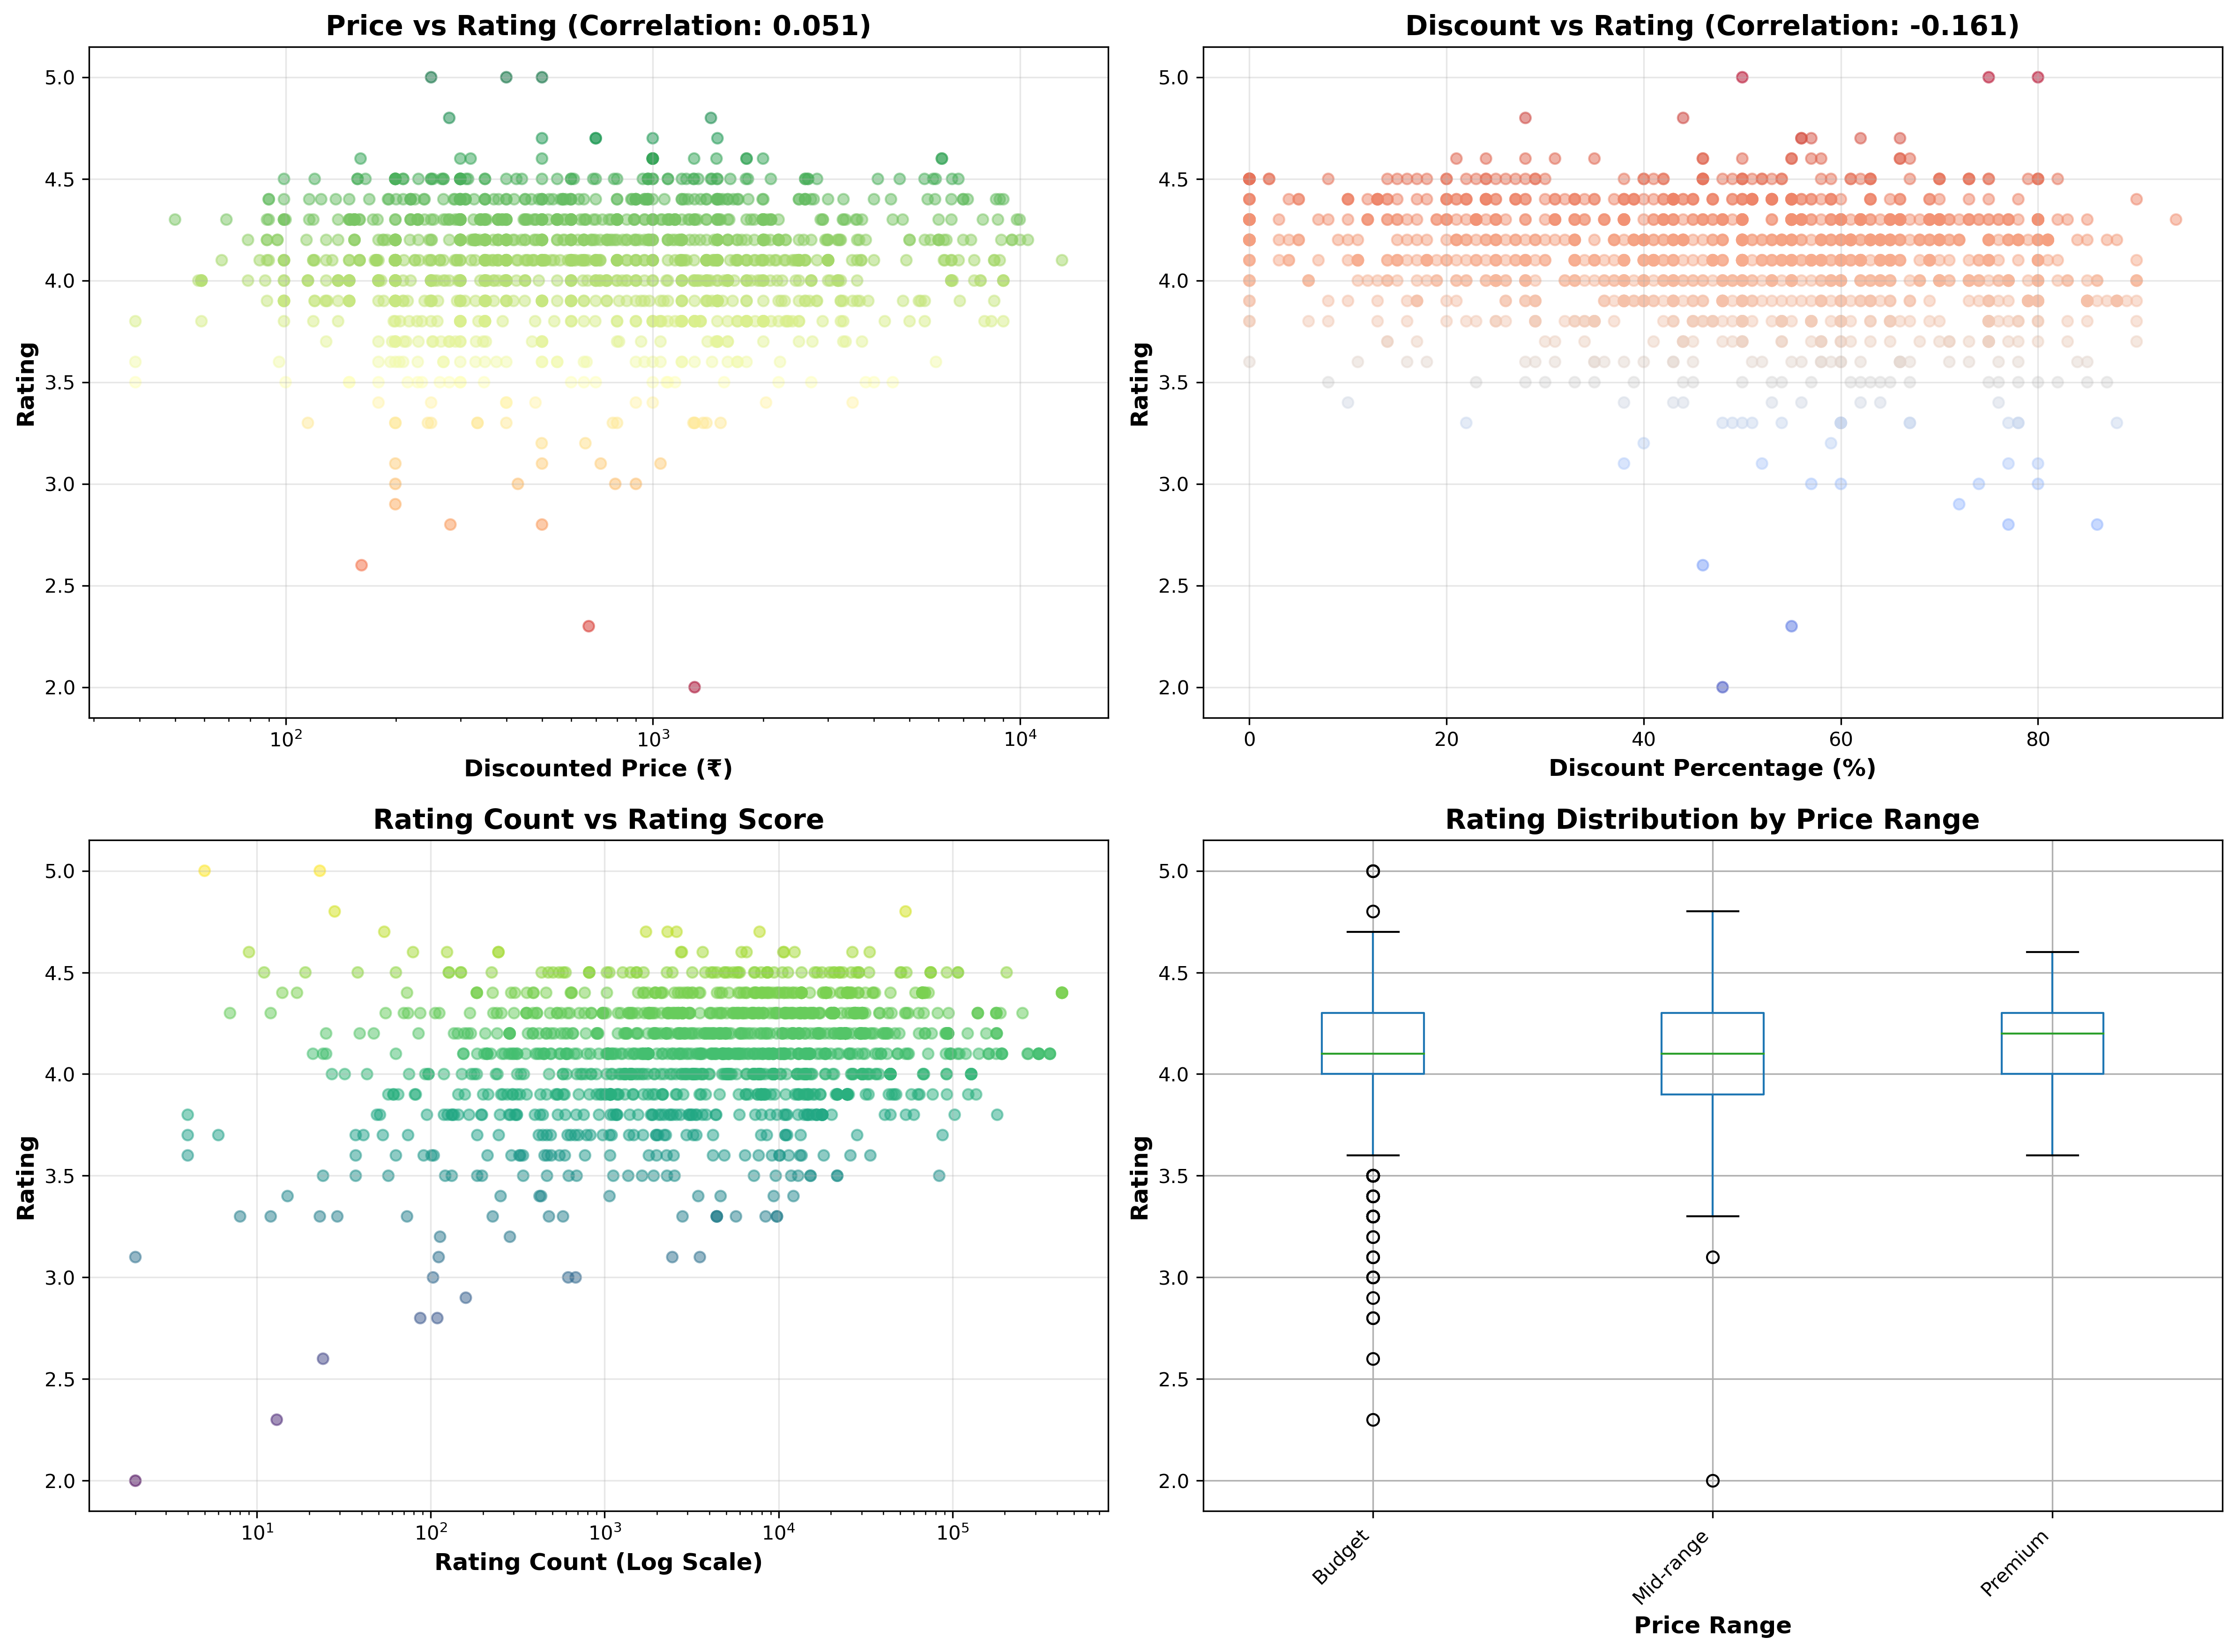 Price vs Rating (Correlation: 0.051)
5.0
4.5
4.0
3.5
3.0
2.5
2.0
Rating
10²
10³
10⁴
Discounted Price (₹)
Discount vs Rating (Correlation: -0.161)
5.0
4.5
4.0
3.5
3.0
2.5
2.0
Rating
0
20
40
60
80
Discount Percentage (%)
Rating Count vs Rating Score
5.0
4.5
4.0
3.5
3.0
2.5
2.0
Rating
10¹
10²
10³
10⁴
10⁵
Rating Count (Log Scale)
Rating Distribution by Price Range
5.0
4.5
4.0
3.5
3.0
2.5
2.0
Rating
Budget
Mid-range
Premium
Price Range